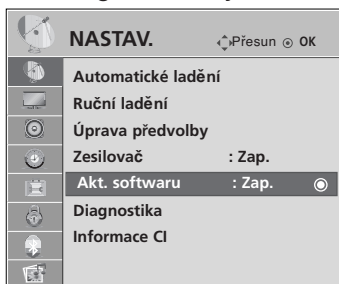 NASTAV. Přesun OK
Automatické ladění
Ruční ladění
Úprava předvolby
Zesilovač : Zap.
Akt. softwaru : Zap.
Diagnostika
Informace CI